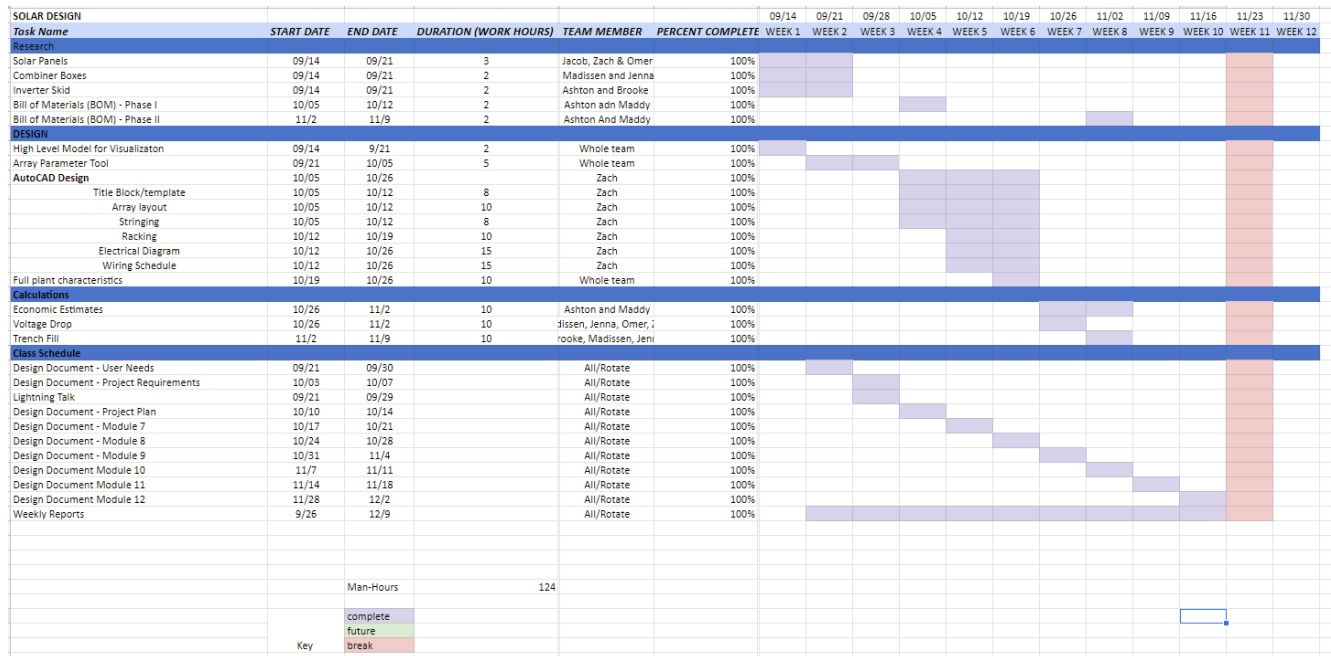 SOLAR DESIGN 09/14 09/21 09/28 10/05 10/12 10/19 10/26 11/02 11/09 11/16 11/23 11/30
Task Name START DATE END DATE DURATION (WORK HOURS) TEAM MEMBER PERCENT COMPLETE WEEK 1 WEEK 2 WEEK 3 WEEK 4 WEEK 5 WEEK 6 WEEK 7 WEEK 8 WEEK 9 WEEK 10 WEEK 11 WEEK 12
Research
Solar Panels 09/14 09/21 3 Jacob, Zach & Omer 100%
Combiner Boxes 09/14 09/21 2 Madissen and Jenna 100%
Inverter Skid 09/14 09/21 2 Ashton and Brooke 100%
Bill of Materials (BOM) - Phase I 10/05 10/12 2 Ashton adn Maddy 100%
Bill of Materials (BOM) - Phase II 11/2 11/9 2 Ashton And Maddy 100%
DESIGN
High Level Model for Visualizaton 09/14 9/21 2 Whole team 100%
Array Parameter Tool 09/21 10/05 5 Whole team 100%
AutoCAD Design 10/05 10/26 Zach 100%
Title Block/template 10/05 10/12 8 Zach 100%
Array layout 10/05 10/12 10 Zach 100%
Stringing 10/05 10/12 8 Zach 100%
Racking 10/12 10/19 10 Zach 100%
Electrical Diagram 10/12 10/26 15 Zach 100%
Wiring Schedule 10/12 10/26 15 Zach 100%
Full plant characteristics 10/19 10/26 10 Whole team 100%
Calculations
Economic Estimates 10/26 11/2 10 Ashton and Maddy 100%
Voltage Drop 10/26 11/2 10 dissen, Jenna, Omer, 100%
Trench Fill 11/2 11/9 10 rooke, Madissen, Jen 100%
Class Schedule
Design Document - User Needs 09/21 09/30 All/Rotate 100%
Design Document - Project Requirements 10/03 10/07 All/Rotate 100%
Lightning Talk 09/21 09/29 All/Rotate 100%
Design Document - Project Plan 10/10 10/14 All/Rotate 100%
Design Document - Module 7 10/17 10/21 All/Rotate 100%
Design Document - Module 8 10/24 10/28 All/Rotate 100%
Design Document - Module 9 10/31 11/4 All/Rotate 100%
Design Document Module 10 11/7 11/11 All/Rotate 100%
Design Document Module 11 11/14 11/18 All/Rotate 100%
Design Document Module 12 11/28 12/2 All/Rotate 100%
Weekly Reports 9/26 12/9 All/Rotate 100%
Man-Hours 124
complete
future
Key break